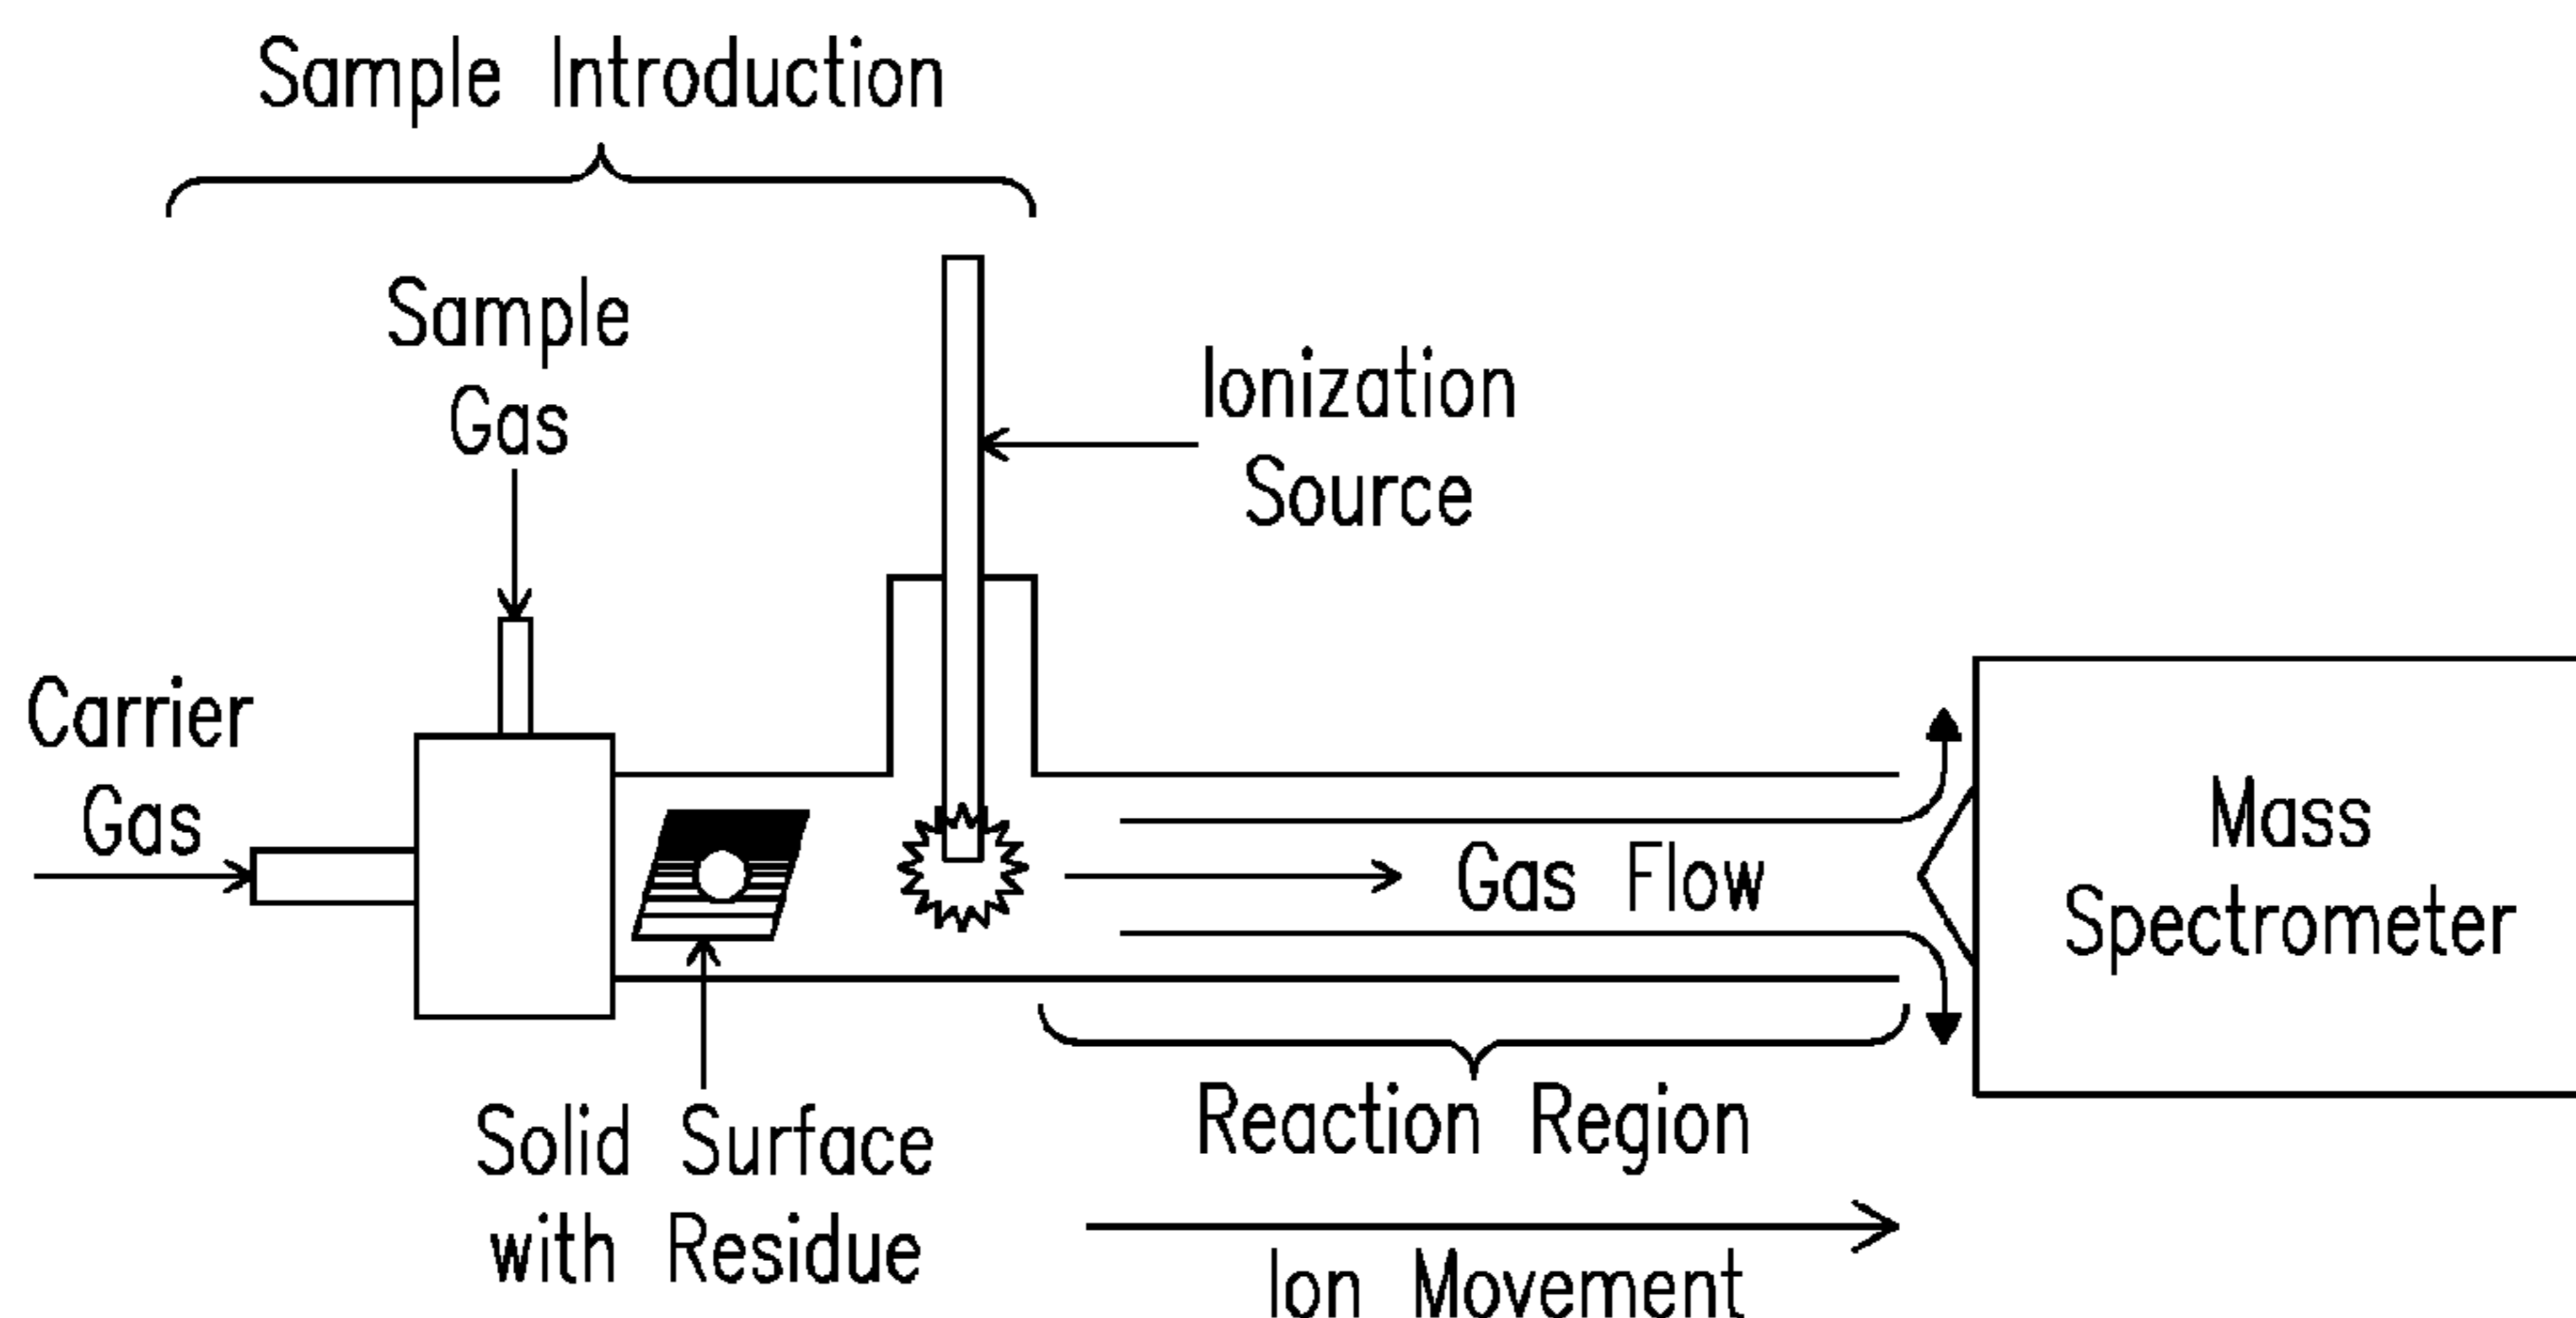 Sample Introduction
Sample
Gas
Ionization
Source
Carrier
Gas
Gas Flow
Mass
Spectrometer
Solid Surface
with Residue
Reaction Region
Ion Movement